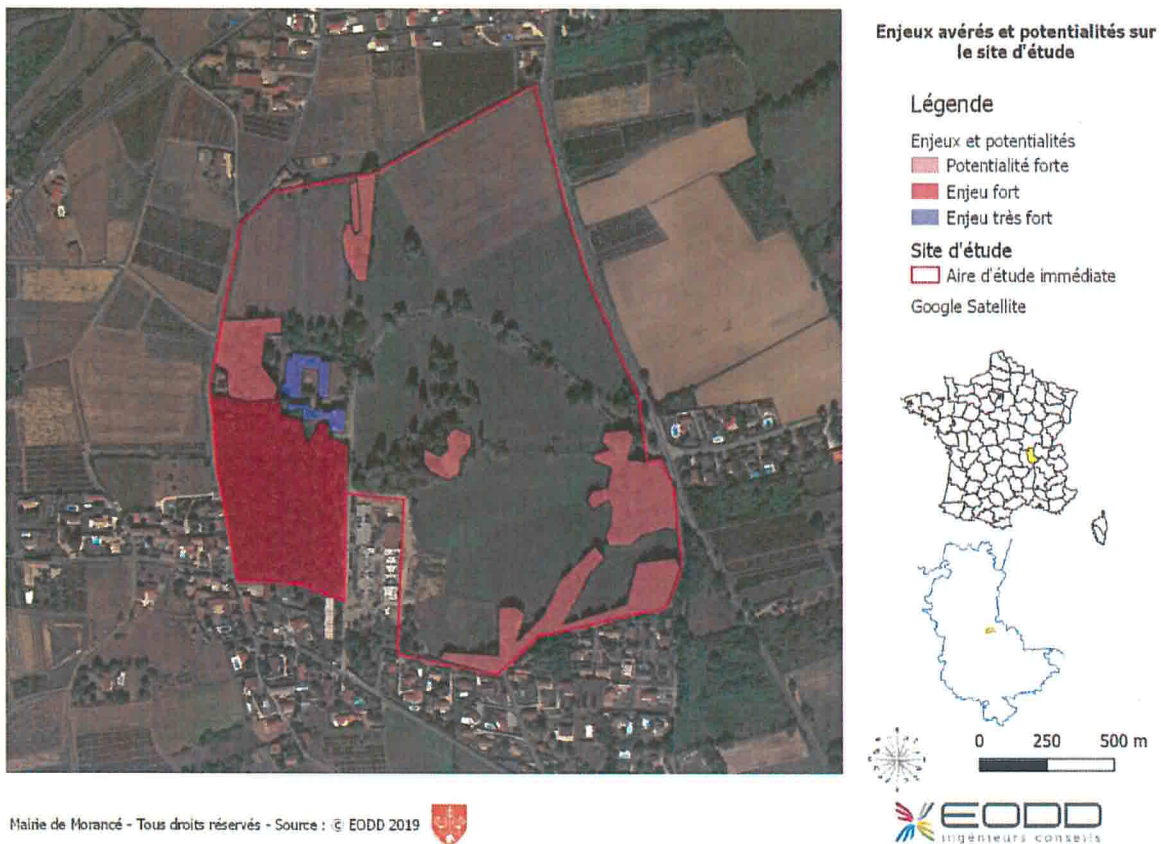 Enjeux avérés et potentialités sur
le site d'étude
Légende
Enjeux et potentialités
Potentialité forte
Enjeu fort
Enjeu très fort
Site d'étude
Aire d'étude immédiate
Google Satellite
0 250 500 m
Mairie de Morancé - Tous droits réservés - Source : © EODD 2019
EODD
ingénieurs conseils